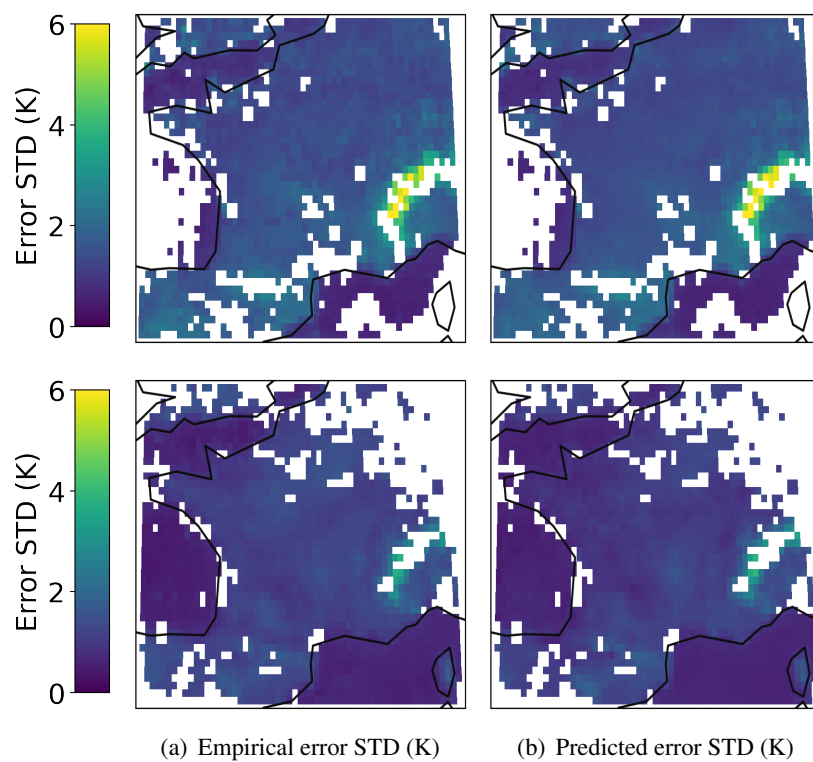 6
4
2
0
Error STD (K)
6
4
2
0
Error STD (K)
(a) Empirical error STD (K)
(b) Predicted error STD (K)